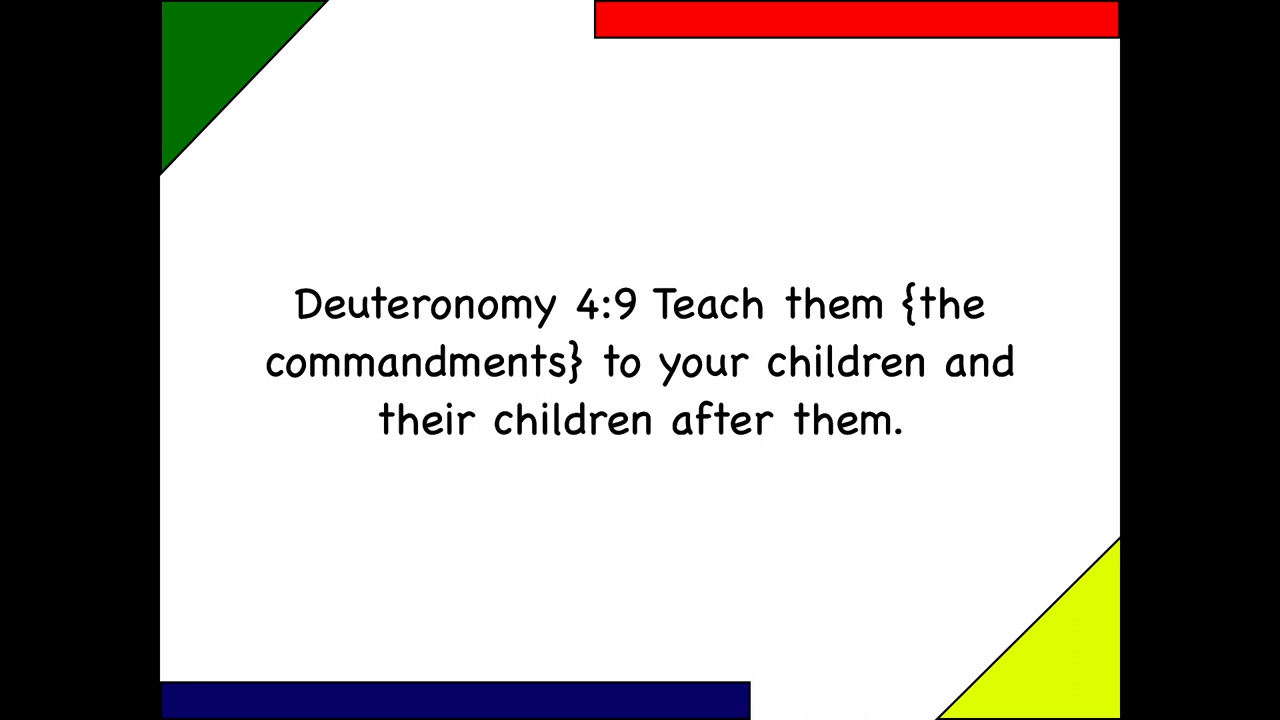 Deuteronomy 4:9 Teach them {the
commandments} to your children and
their children after them.